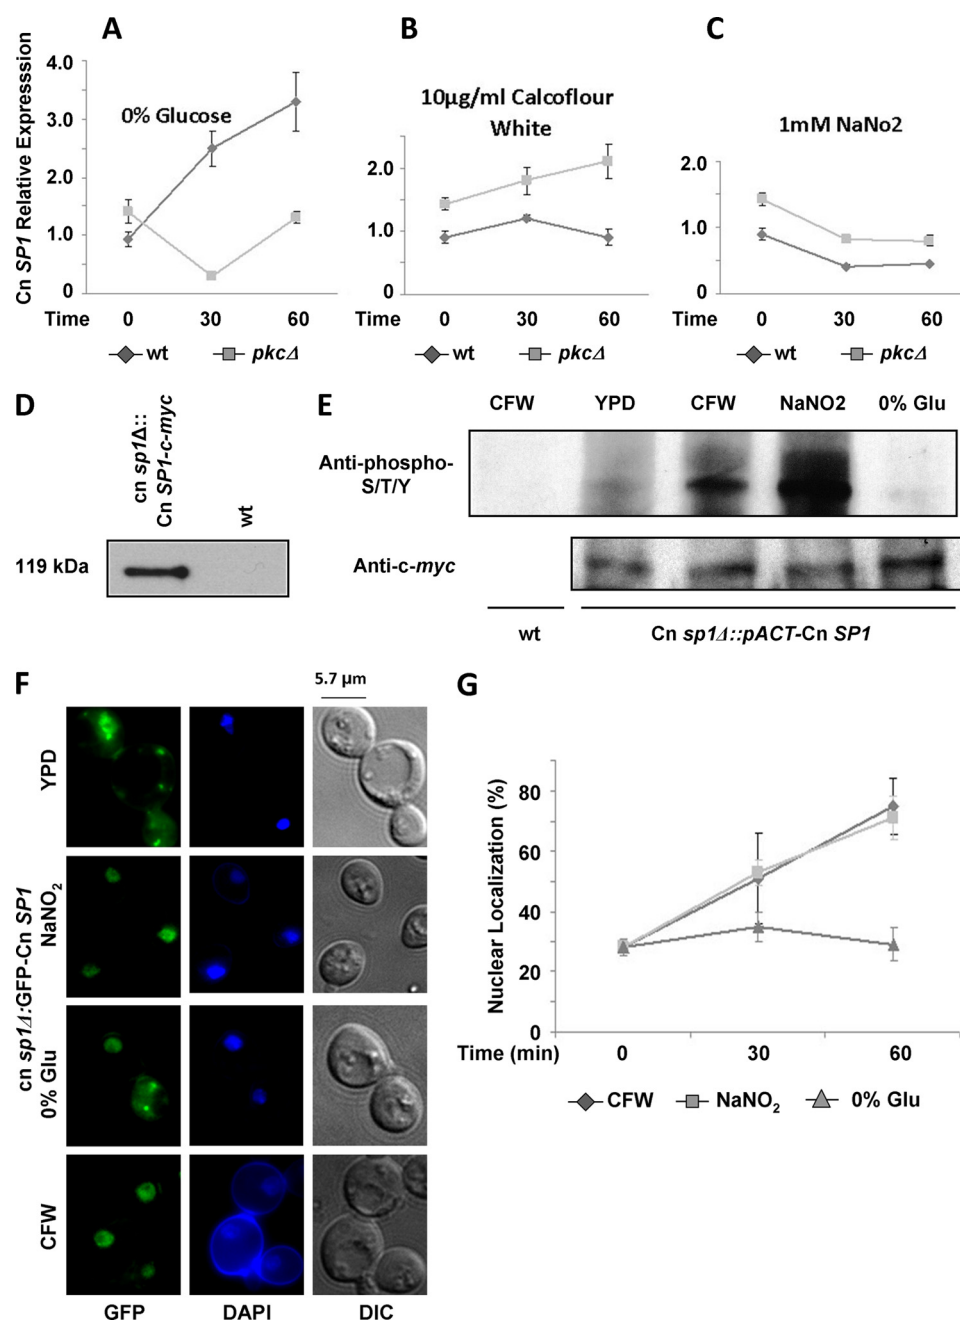 A
B
C
Cn SP1 Relative Expression
4.0
3.0
2.0
1.0
0
0% Glucose
Time
0
30
60
wt
pkcΔ
10µg/ml Calcoflour
White
2.0
1.0
0
Time
0
30
60
wt
pkcΔ
1mM NaNo2
2.0
1.0
0
Time
0
30
60
wt
pkcΔ
D
cn sp1Δ::
Cn SP1-c-myc
wt
119 kDa
E
CFW
YPD
CFW
NaNO2
0% Glu
Anti-phospho-
S/T/Y
Anti-c-myc
wt
Cn sp1Δ::pACT-Cn SP1
F
5.7 µm
cn sp1Δ:GFP-Cn SP1
YPD
NaNO2
0% Glu
CFW
GFP
DAPI
DIC
G
Nuclear Localization (%)
80
60
40
20
0
Time (min)
0
30
60
CFW
NaNO2
0% Glu